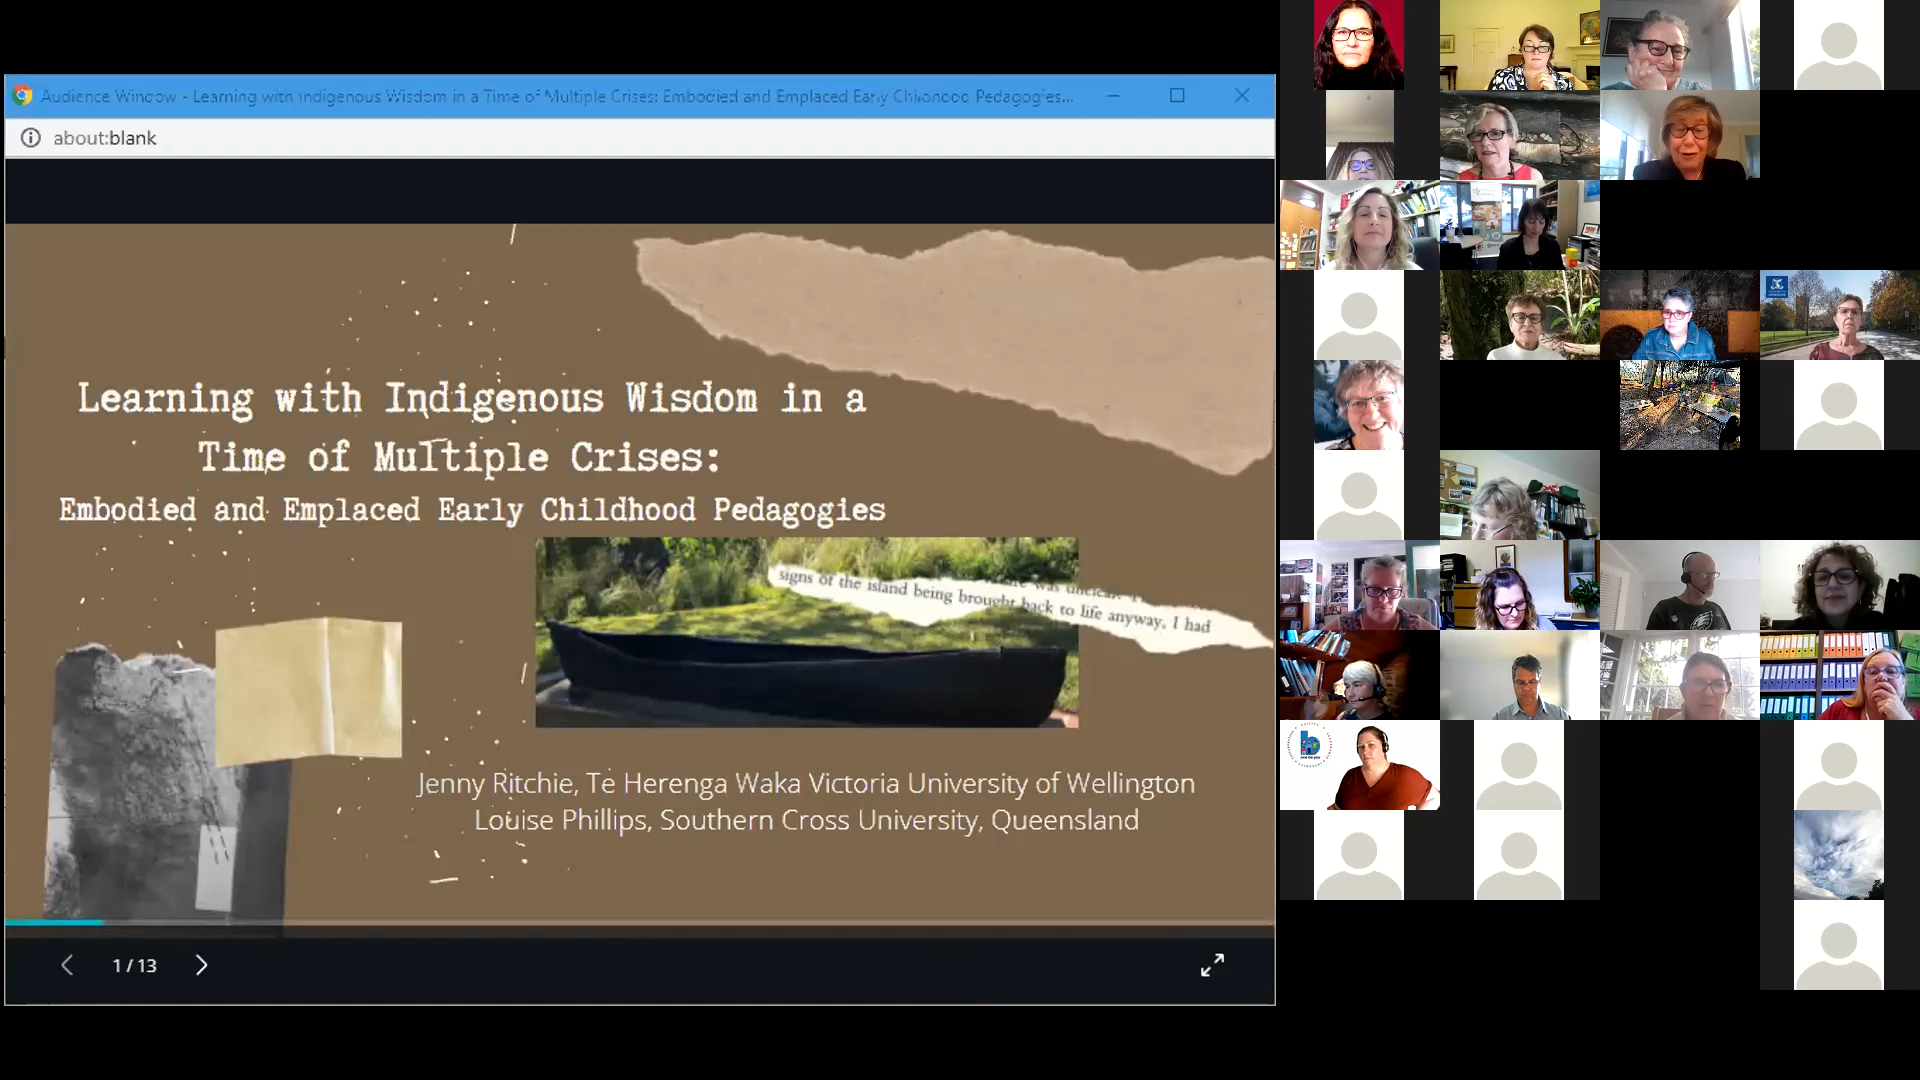 Audience Window - Learning with Indigenous Wisdom in a Time of Multiple Crises: Embodied and Emplaced Early Childhood Pedagogies...
about:blank
Learning with Indigenous Wisdom in a
Time of Multiple Crises:
Embodied and Emplaced Early Childhood Pedagogies
signs of the island being brought back to life anyway, I had
Jenny Ritchie, Te Herenga Waka Victoria University of Wellington
Louise Phillips, Southern Cross University, Queensland
1 / 13